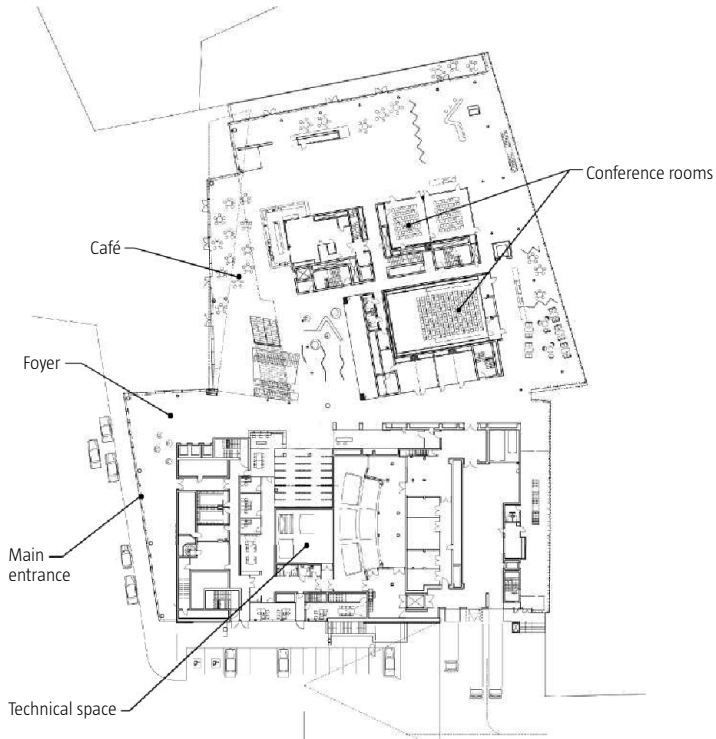 Conference rooms
Café
Foyer
Main
entrance
Technical space